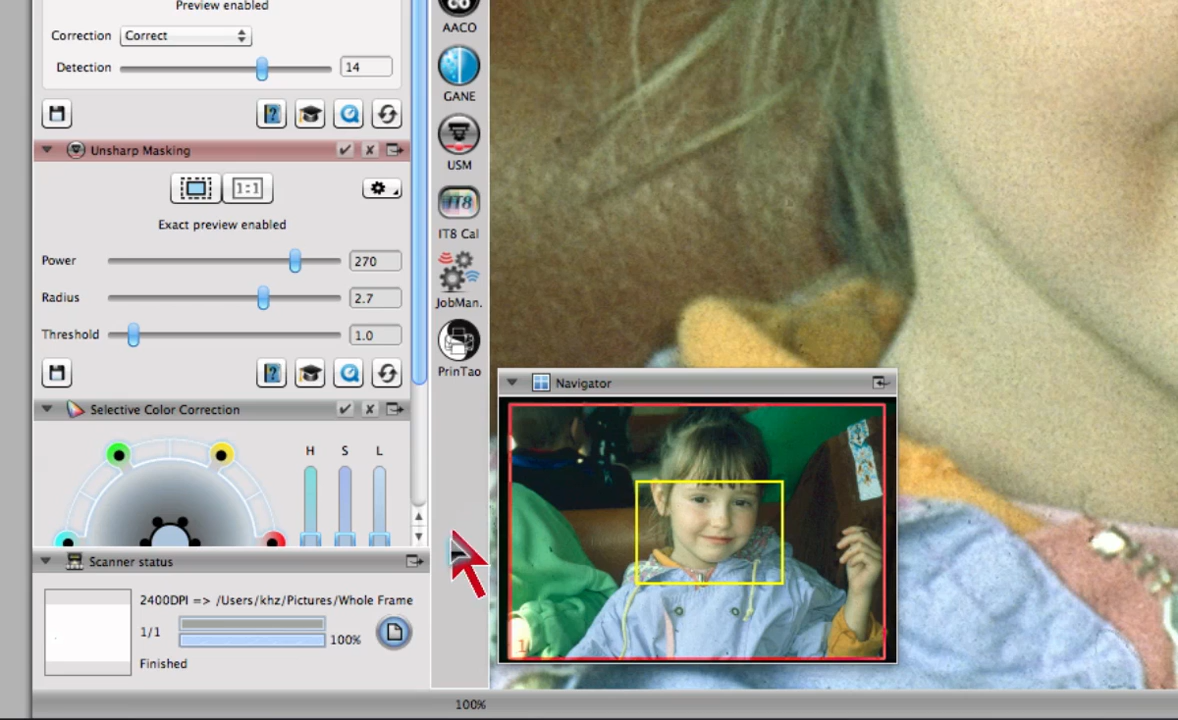 Preview enabled
Correction Correct
Detection 14
Unsharp Masking
1:1
Exact preview enabled
Power 270
Radius 2.7
Threshold 1.0
Selective Color Correction
H S L
Scanner status
2400DPI => /Users/khz/Pictures/Whole Frame
1/1 100%
Finished
AACO
GANE
USM
IT8
IT8 Cal
JobMan.
PrinTao
Navigator
1
100%